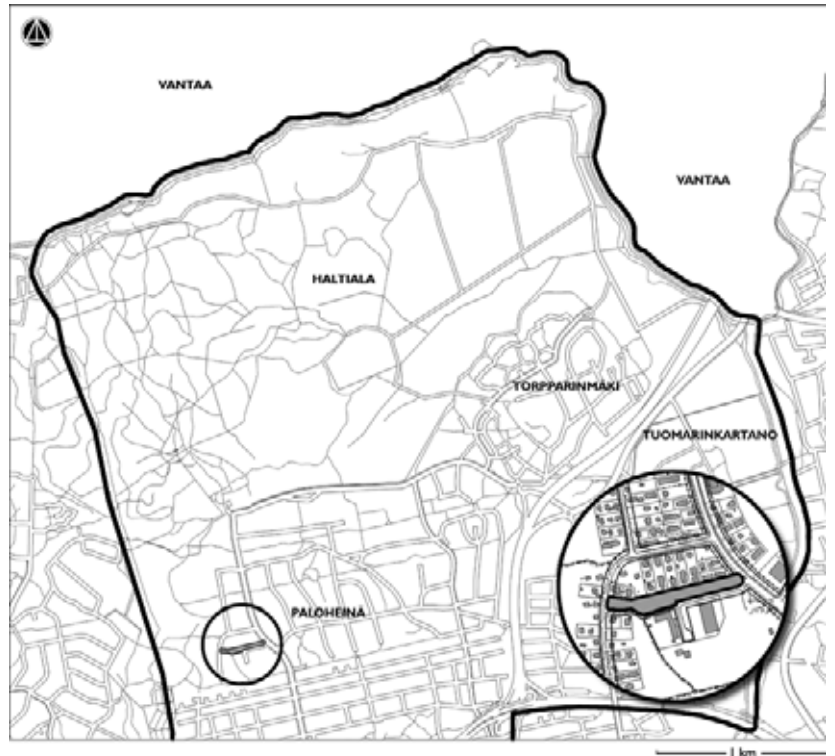 VANTAA
VANTAA
HALTIALA
TORPPARINMÄKI
TUOMARINKARTANO
PALOHEINÄ
1 km